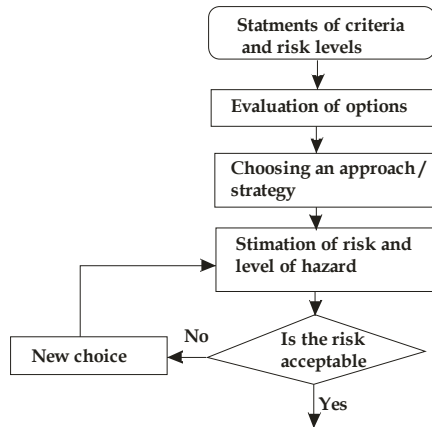 Statments of criteria
and risk levels
Evaluation of options
Choosing an approach/
strategy
Stimation of risk and
level of hazard
Is the risk
acceptable
No
New choice
Yes